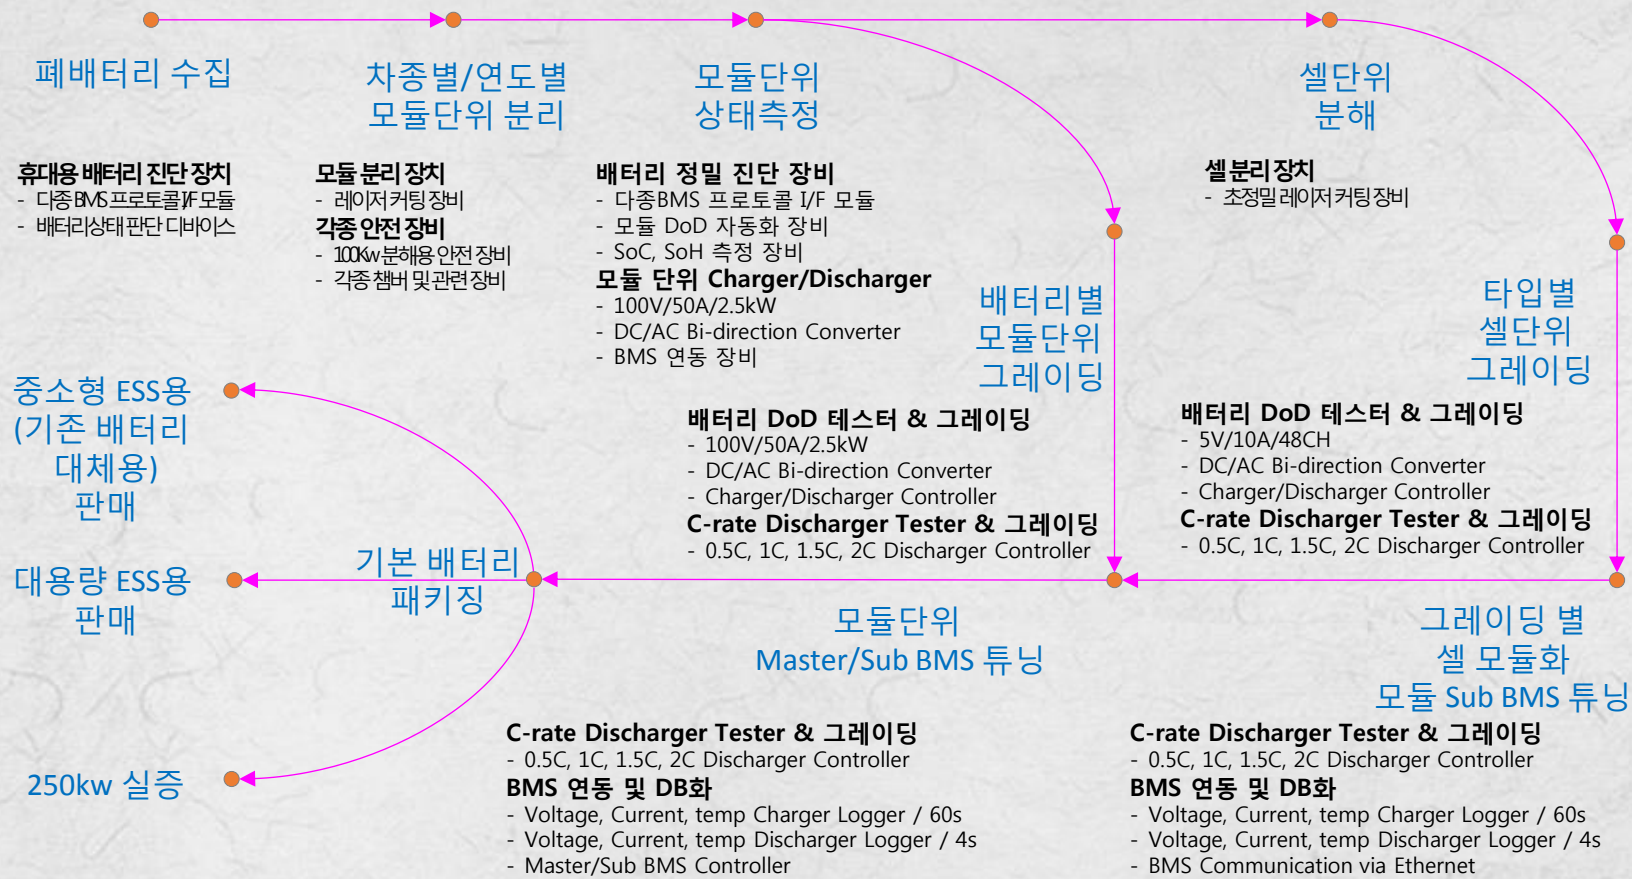 폐배터리 수집
차종별/연도별
모듈단위 분리
모듈단위
상태측정
셀단위
분해
휴대용 배터리 진단 장치
- 다종BMS 프로토콜 I/F 모듈
- 배터리상태 판단 디바이스
모듈 분리 장치
- 레이저 커팅 장비
각종 안전 장비
- 100Kw 분해용 안전 장비
- 각종 챔버 및 관련 장비
배터리 정밀 진단 장비
- 다종BMS 프로토콜 I/F 모듈
- 모듈 DoD 자동화 장비
- SoC, SoH 측정 장비
모듈 단위 Charger/Discharger
- 100V/50A/2.5kW
- DC/AC Bi-direction Converter
- BMS 연동 장비
셀 분리 장치
- 초정밀 레이저 커팅 장비
배터리별
모듈단위
그레이딩
타입별
셀단위
그레이딩
배터리 DoD 테스터 & 그레이딩
- 100V/50A/2.5kW
- DC/AC Bi-direction Converter
- Charger/Discharger Controller
C-rate Discharger Tester & 그레이딩
- 0.5C, 1C, 1.5C, 2C Discharger Controller
배터리 DoD 테스터 & 그레이딩
- 5V/10A/48CH
- DC/AC Bi-direction Converter
- Charger/Discharger Controller
C-rate Discharger Tester & 그레이딩
- 0.5C, 1C, 1.5C, 2C Discharger Controller
중소형 ESS용
(기존 배터리
대체용)
판매
대용량 ESS용
판매
250kw 실증
기본 배터리
패키징
모듈단위
Master/Sub BMS 튜닝
그레이딩 별
셀 모듈화
모듈 Sub BMS 튜닝
C-rate Discharger Tester & 그레이딩
- 0.5C, 1C, 1.5C, 2C Discharger Controller
BMS 연동 및 DB화
- Voltage, Current, temp Charger Logger / 60s
- Voltage, Current, temp Discharger Logger / 4s
- Master/Sub BMS Controller
C-rate Discharger Tester & 그레이딩
- 0.5C, 1C, 1.5C, 2C Discharger Controller
BMS 연동 및 DB화
- Voltage, Current, temp Charger Logger / 60s
- Voltage, Current, temp Discharger Logger / 4s
- BMS Communication via Ethernet